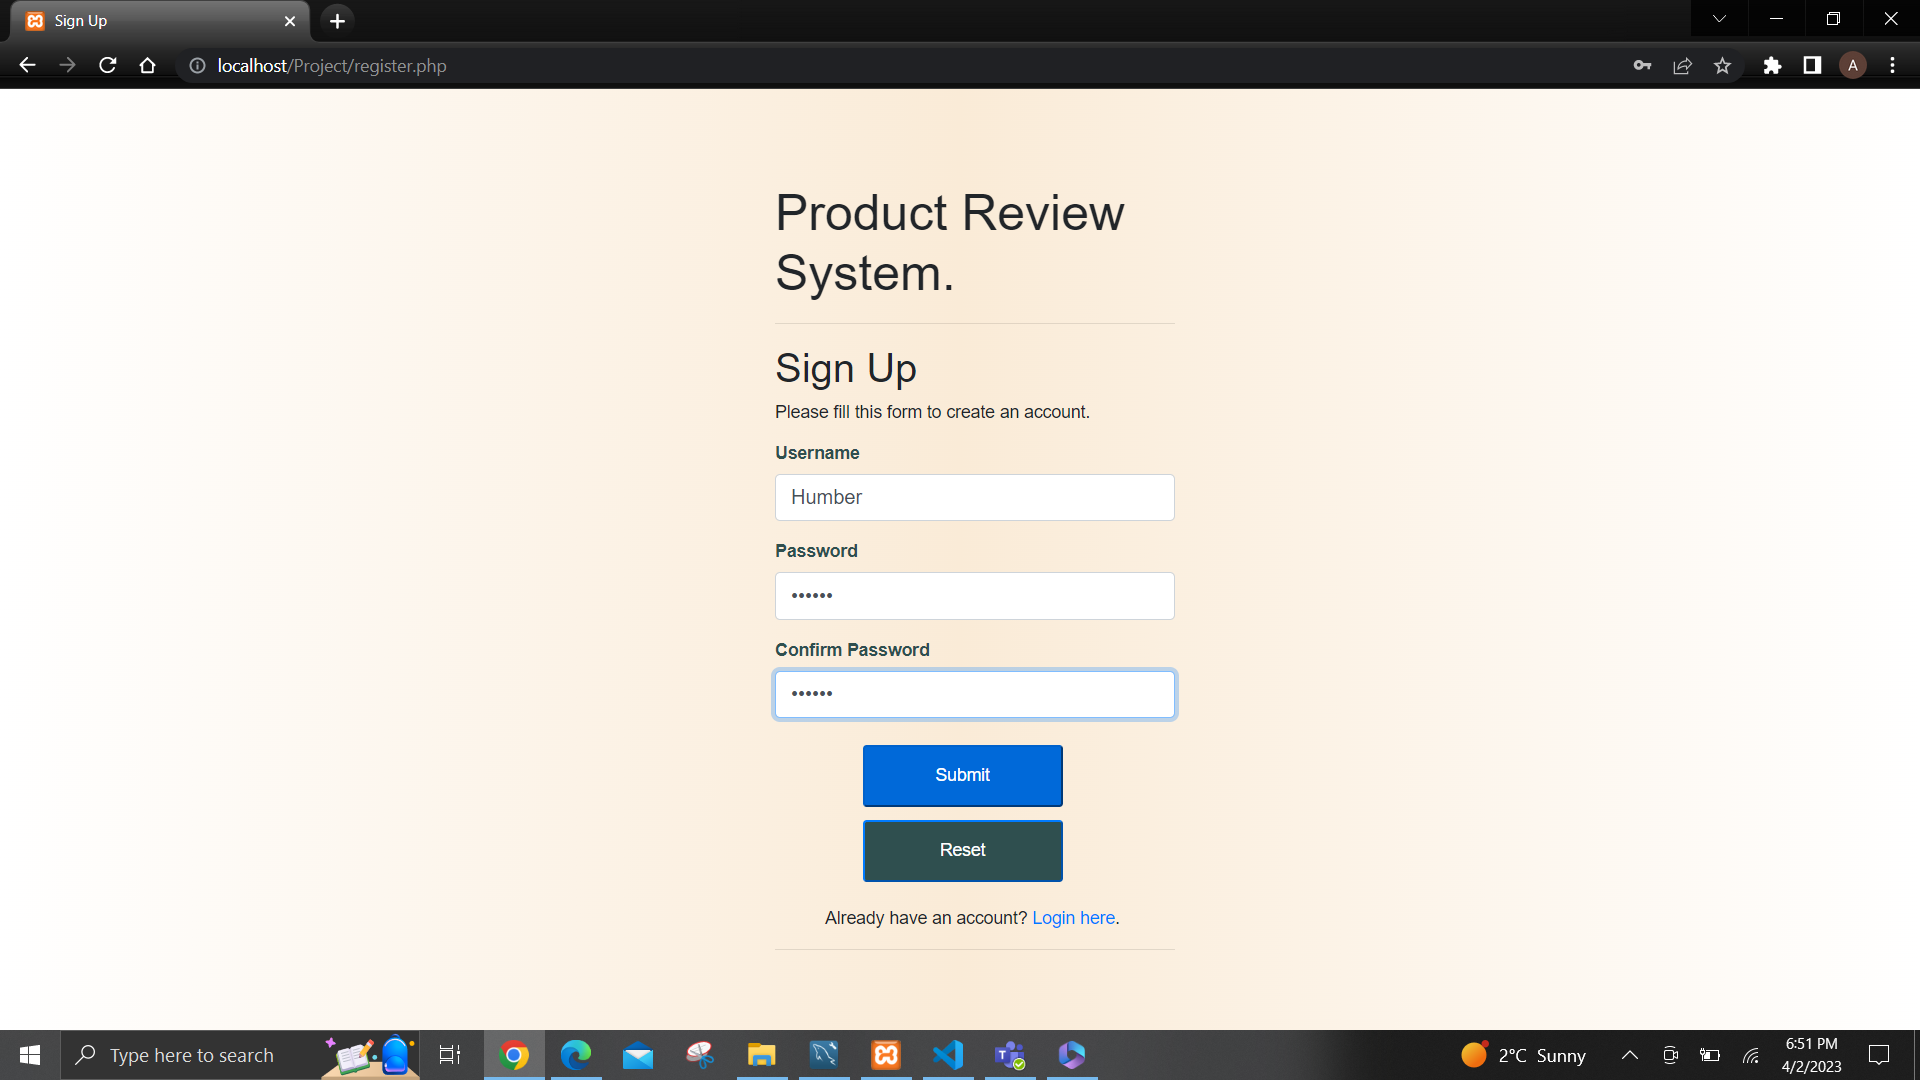 Sign Up
localhost/Project/register.php
A
Product Review
System.
Sign Up
Please fill this form to create an account.
Username
Humber
Password
••••••
Confirm Password
••••••
Submit
Reset
Already have an account? Login here.
Type here to search
2°C Sunny
6:51 PM
4/2/2023